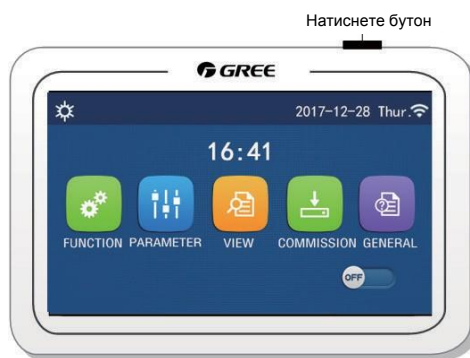 Натиснете бутон
GREE
2017-12-28 Thur.
16:41
FUNCTION PARAMETER VIEW COMMISSION GENERAL
OFF